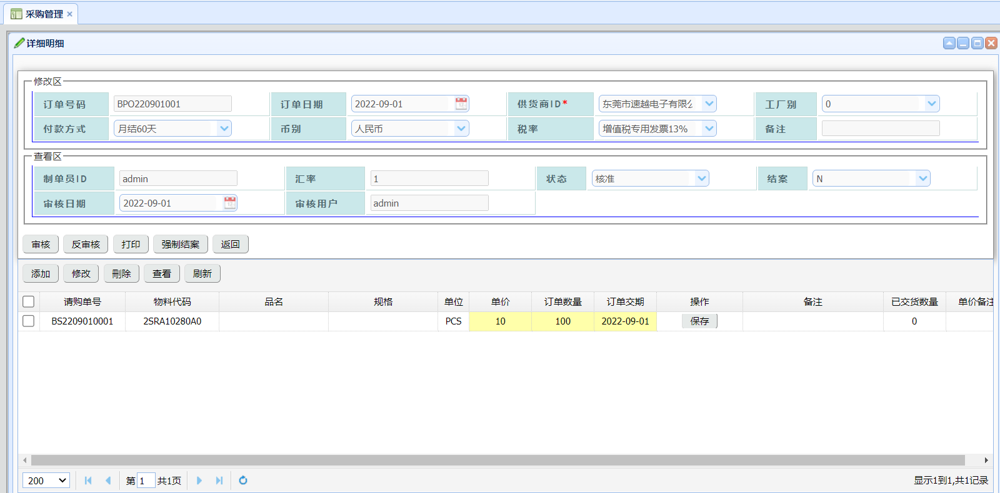 采购管理
详细明细
修改区
订单号码 BPO220901001 订单日期 2022-09-01 供货商ID* 东莞市速越电子有限公 工厂别 0
付款方式 月结60天 币别 人民币 税率 增值税专用发票13% 备注
查看区
制单员ID admin 汇率 1 状态 核准 结案 N
审核日期 2022-09-01 审核用户 admin
审核 反审核 打印 强制结案 返回
添加 修改 刪除 查看 刷新
请购单号 物料代码 品名 规格 单位 单价 订单数量 订单交期 操作 备注 已交货数量 单价备注
BS2209010001 2SRA10280A0 PCS 10 100 2022-09-01 保存 0
200 第 1 共1页 显示1到1,共1记录